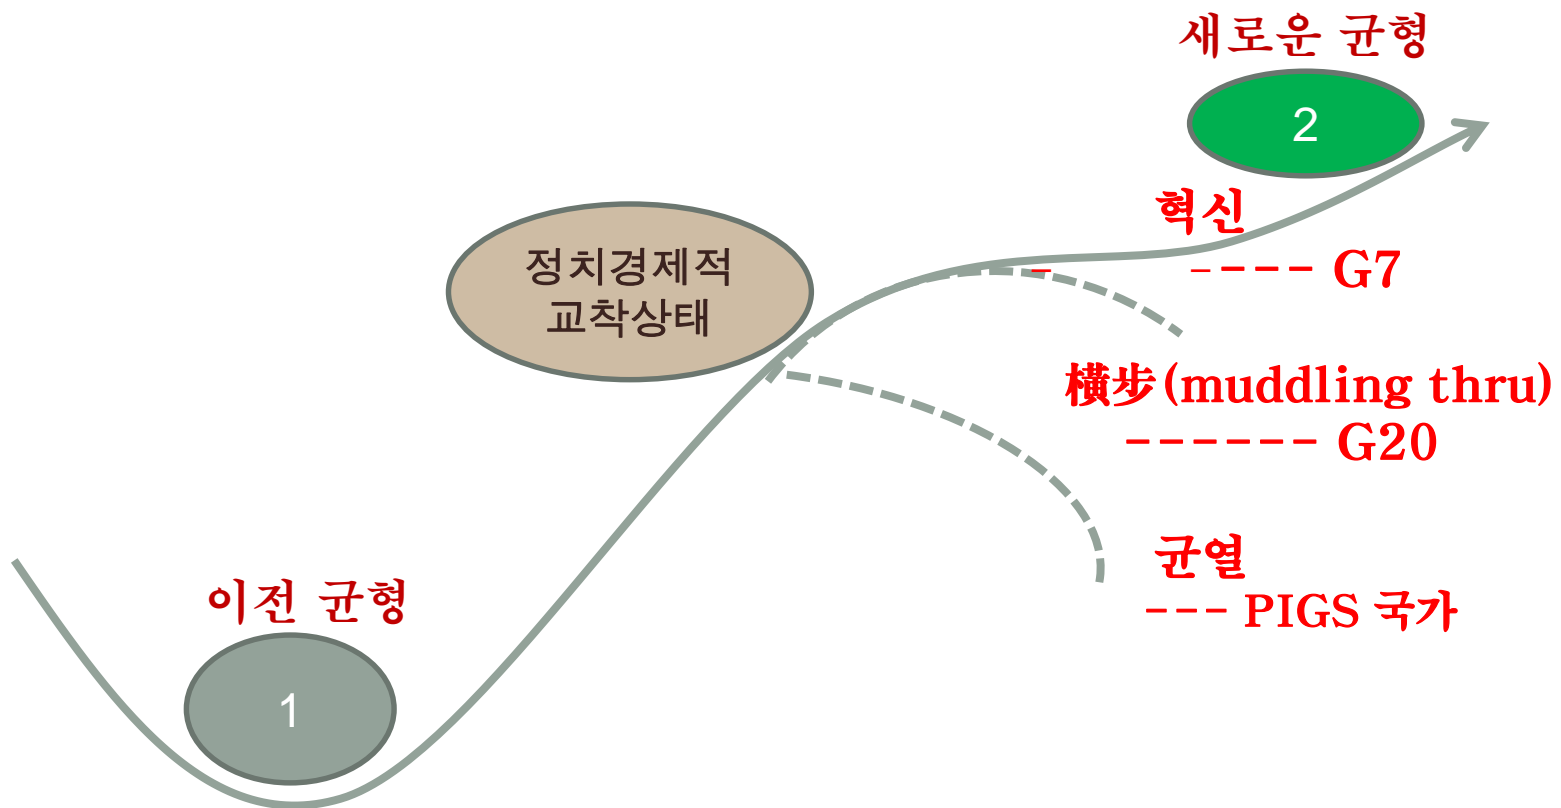 새로운 균형
2
혁신
- ---- G7
정치경제적
교착상태
橫步(muddling thru)
------ G20
균열
--- PIGS 국가
이전 균형
1